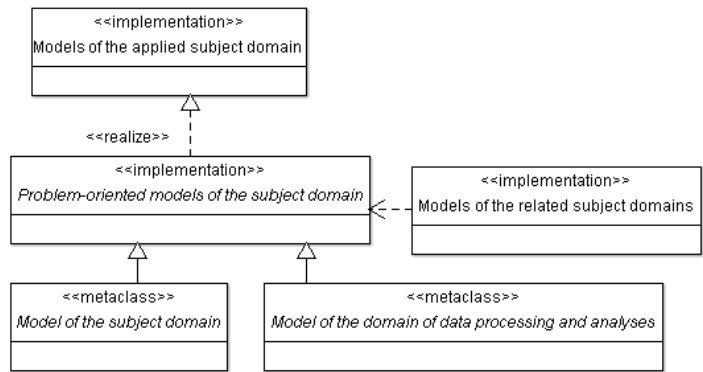 <<implementation>>
Models of the applied subject domain
<<realize>>
<<implementation>>
Problem-oriented models of the subject domain
<<implementation>>
Models of the related subject domains
<<metaclass>>
Model of the subject domain
<<metaclass>>
Model of the domain of data processing and analyses